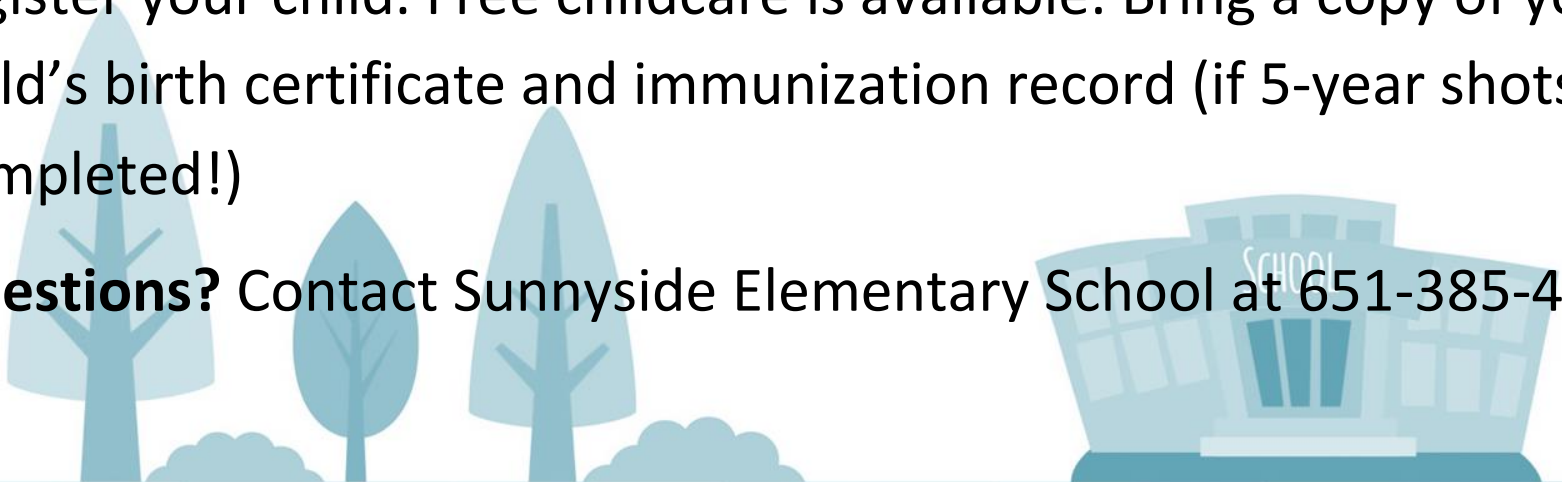 gister your child. Free childcare is available. Bring a copy of yo
ld’s birth certificate and immunization record (if 5-year shots
mpleted!)
estions? Contact Sunnyside Elementary School at 651-385-4
SCHOOL